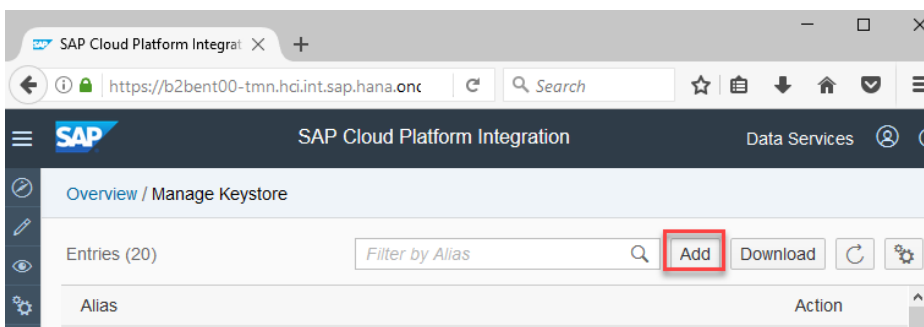 SAP Cloud Platform Integrat
https://b2bent00-tmn.hci.int.sap.hana.onc
Search
SAP
SAP Cloud Platform Integration
Data Services
Overview / Manage Keystore
Entries (20)
Filter by Alias
Add
Download
Alias
Action